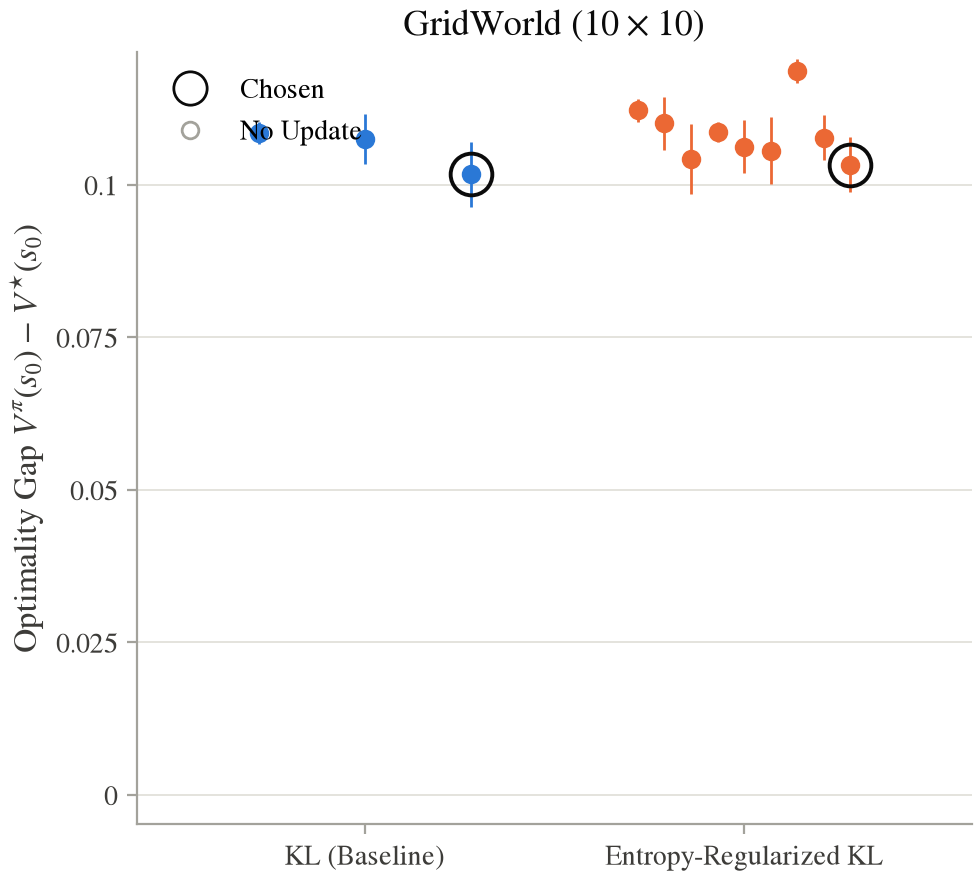 GridWorld (10 × 10)
Chosen
No Update
0.1
0.075
0.05
0.025
0
Optimality Gap V^π(s₀) − V^★(s₀)
KL (Baseline)
Entropy-Regularized KL